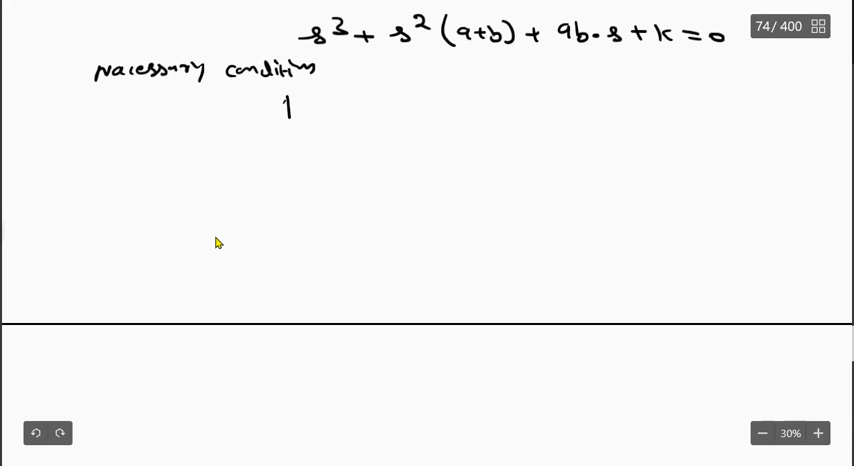 s³ + s² (a+b) + ab. s + k = 0
74 / 400
Necessary condition
1
30%